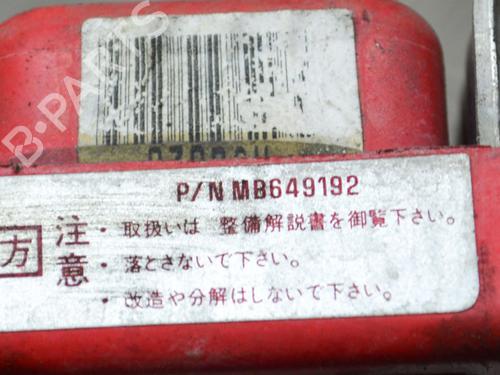 B-PARTS
P/N MB649192
方
注意
・取扱いは 整備解説書を御覧下さい。
・落とさないで下さい。
・改造や分解はしないで下さい。